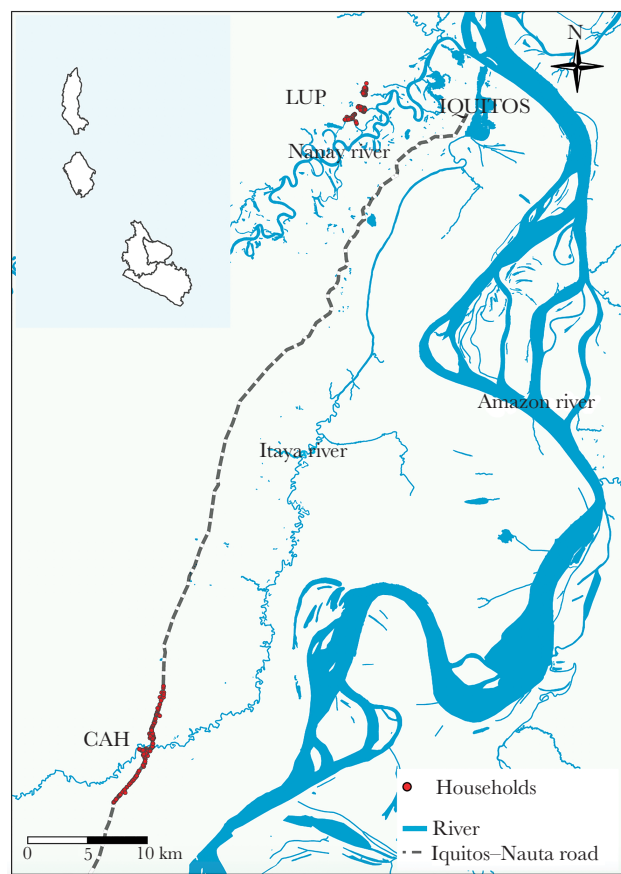 N
LUP
IQUITOS
Nanay river
Amazon river
Itaya river
CAH
Households
River
Iquitos–Nauta road
0 5 10 km